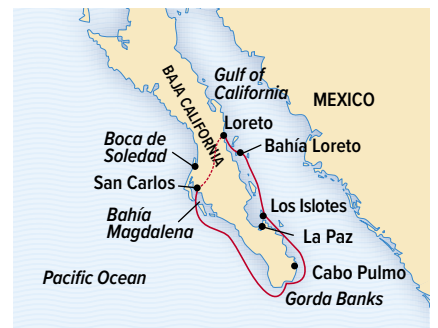 Gulf of
California
BAJA CALIFORNIA
MEXICO
Loreto
Boca de
Soledad
Bahía Loreto
San Carlos
Los Islotes
Bahía
Magdalena
La Paz
Pacific Ocean
Cabo Pulmo
Gorda Banks